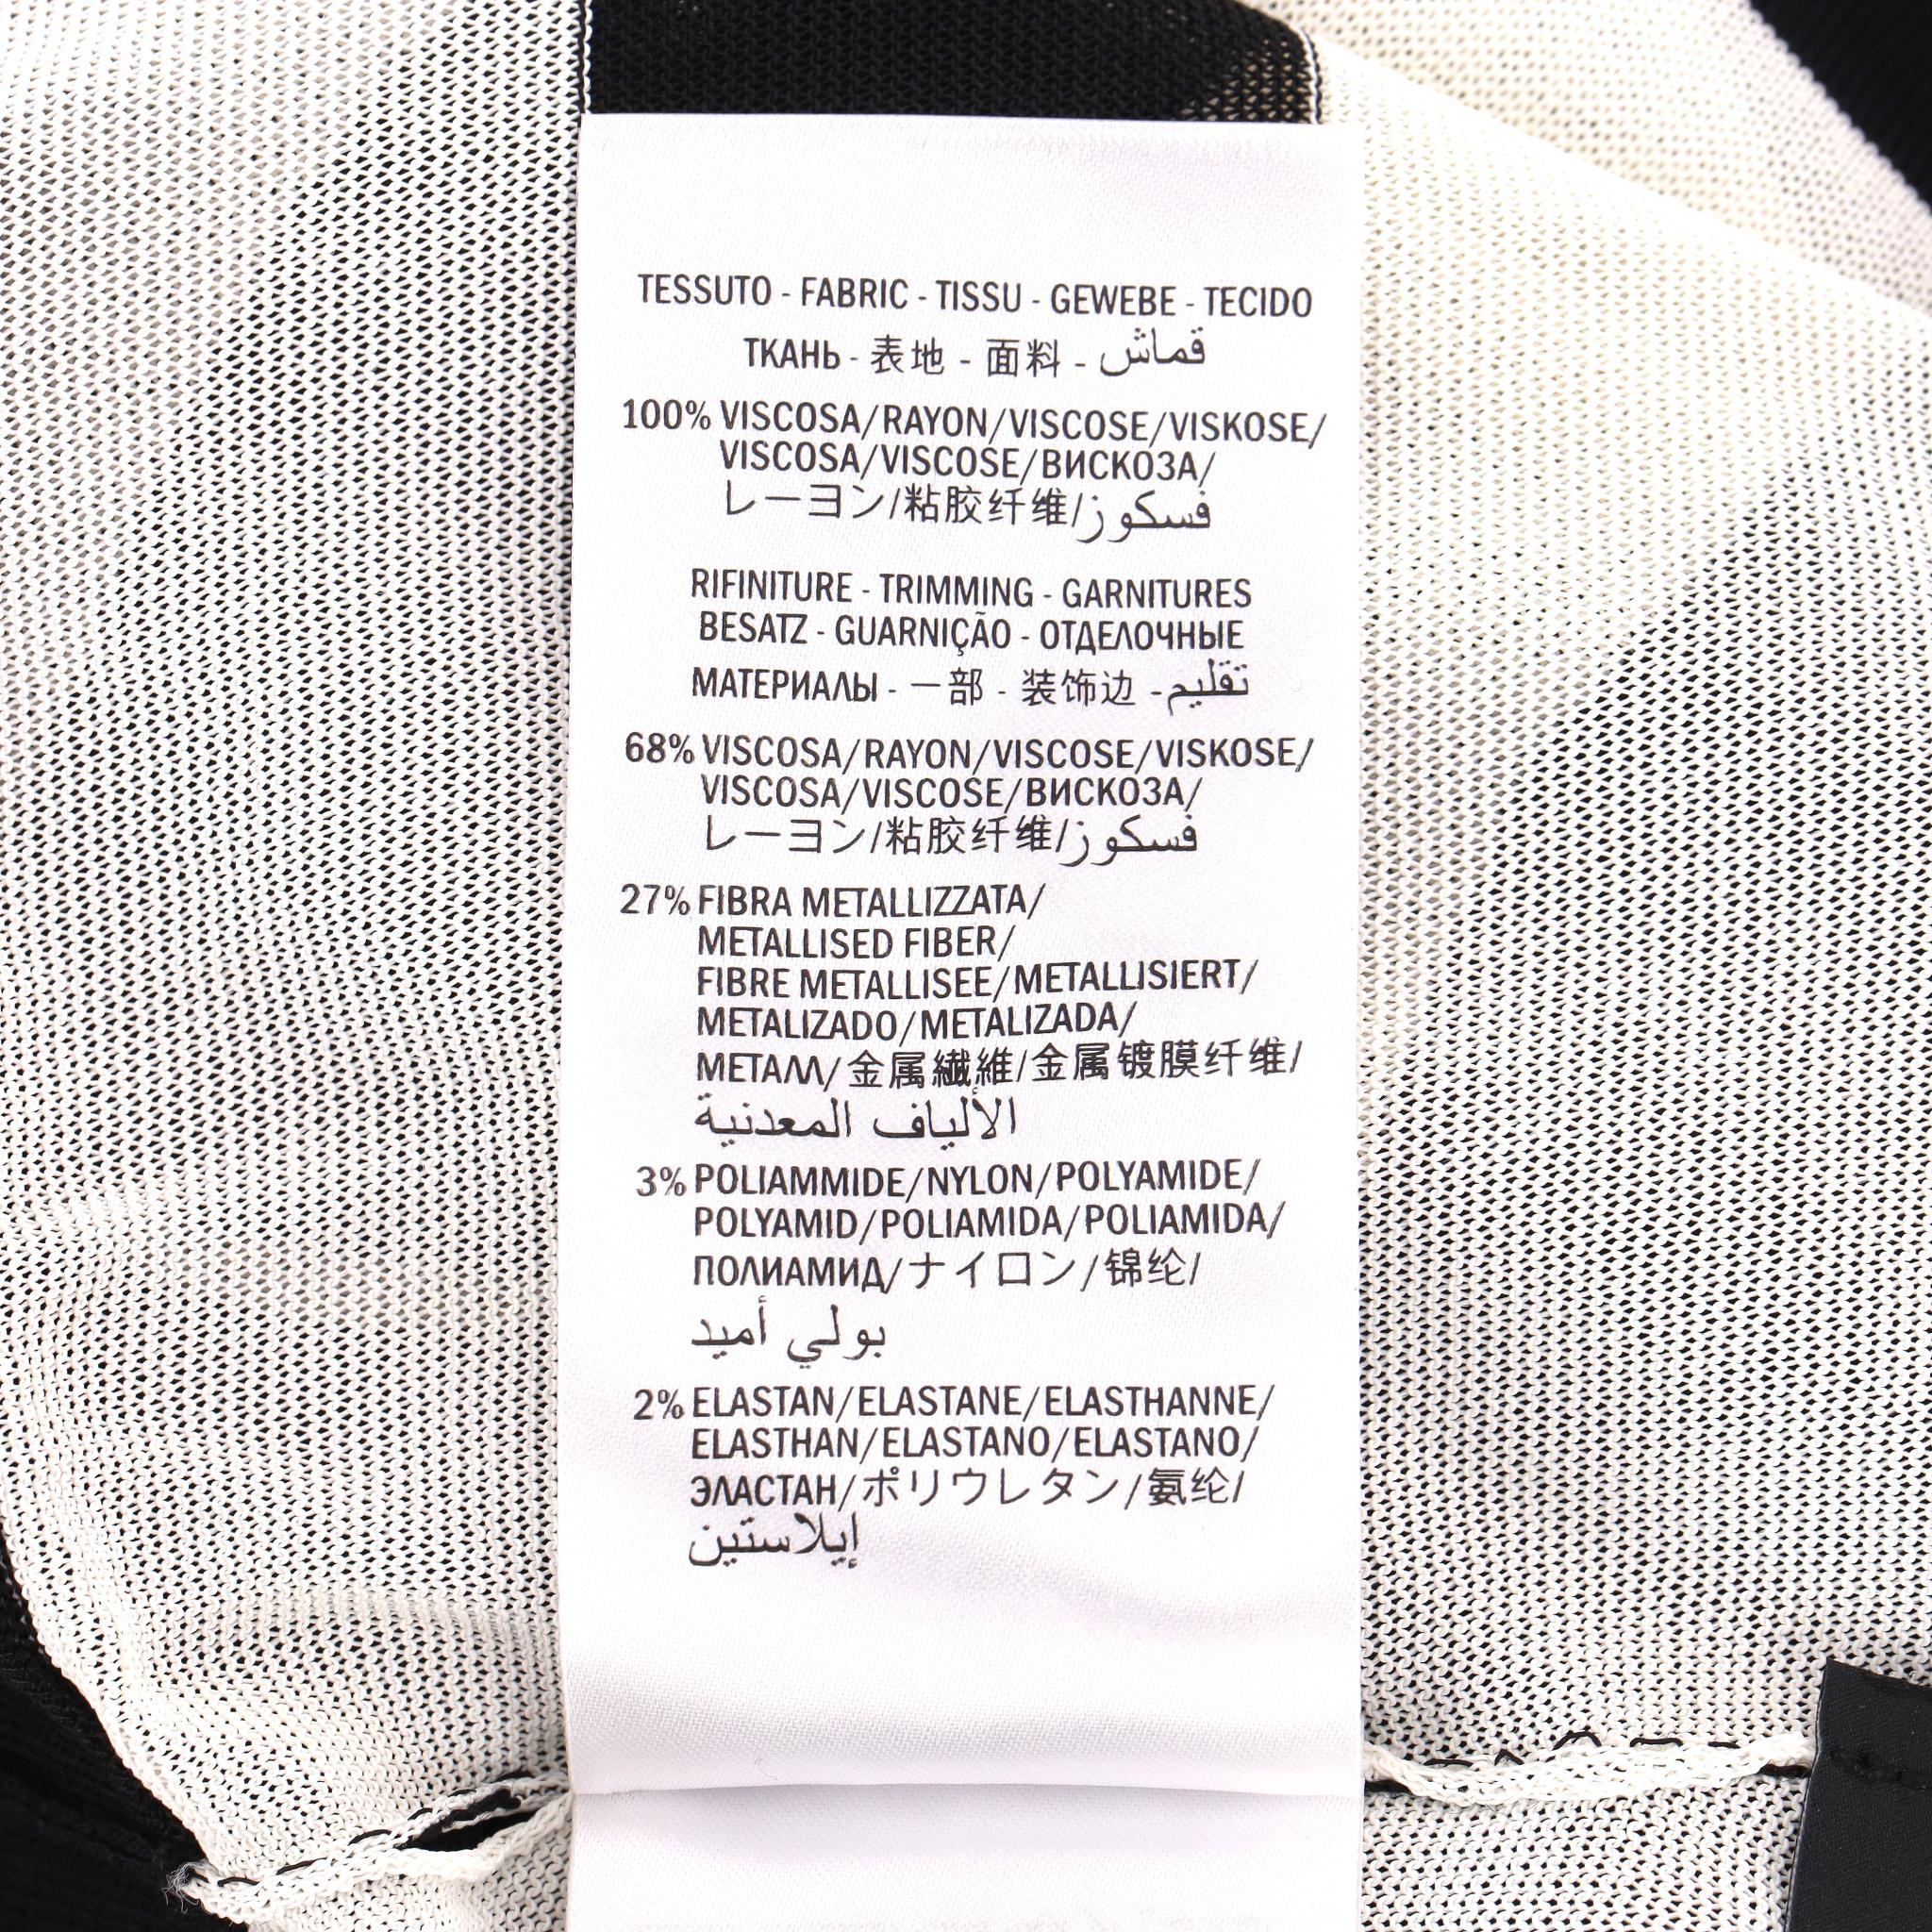 TESSUTO - FABRIC - TISSU - GEWEBE - TECIDO
ТКАНЬ - 表地 - 面料 - قماش
100% VISCOSA/RAYON/VISCOSE/VISKOSE/
VISCOSA/VISCOSE/ВИСКОЗА/
レーヨン/粘胶纤维/فسكوز
RIFINITURE - TRIMMING - GARNITURES
BESATZ - GUARNIÇÃO - ОТДЕЛОЧНЫЕ
МАТЕРИАЛЫ - 一部 - 装饰边 - تقليم
68% VISCOSA/RAYON/VISCOSE/VISKOSE/
VISCOSA/VISCOSE/ВИСКОЗА/
レーヨン/粘胶纤维/فسكوز
27% FIBRA METALLIZZATA/
METALLISED FIBER/
FIBRE METALLISEE/METALLISIERT/
METALIZADO/METALIZADA/
МЕТАЛЛ/金属繊維/金属镀膜纤维/
الألياف المعدنية
3% POLIAMMIDE/NYLON/POLYAMIDE/
POLYAMID/POLIAMIDA/POLIAMIDA/
ПОЛИАМИД/ナイロン/锦纶/
بولي أميد
2% ELASTAN/ELASTANE/ELASTHANNE/
ELASTHAN/ELASTANO/ELASTANO/
ЭЛАСТАН/ポリウレタン/氨纶/
إيلاستين